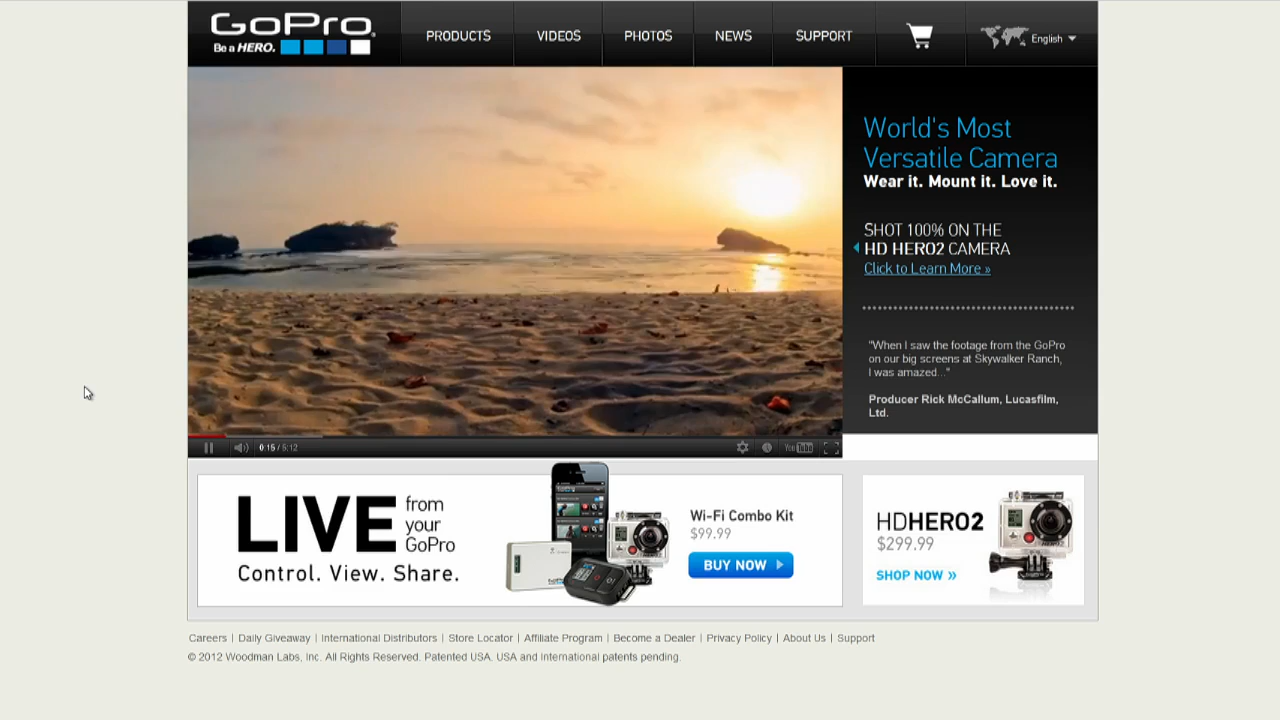 GoPro
Be a HERO.
PRODUCTS
VIDEOS
PHOTOS
NEWS
SUPPORT
English
World's Most
Versatile Camera
Wear it. Mount it. Love it.
SHOT 100% ON THE
HD HERO2 CAMERA
Click to Learn More »
"When I saw the footage from the GoPro
on our big screens at Skywalker Ranch,
I was amazed..."
Producer Rick McCallum, Lucasfilm,
Ltd.
0:15 / 5:12
YouTube
LIVE from
your
GoPro
Control. View. Share.
Wi-Fi Combo Kit
$99.99
BUY NOW
HDHERO2
$299.99
SHOP NOW »
Careers | Daily Giveaway | International Distributors | Store Locator | Affiliate Program | Become a Dealer | Privacy Policy | About Us | Support
© 2012 Woodman Labs, Inc. All Rights Reserved. Patented USA. USA and International patents pending.